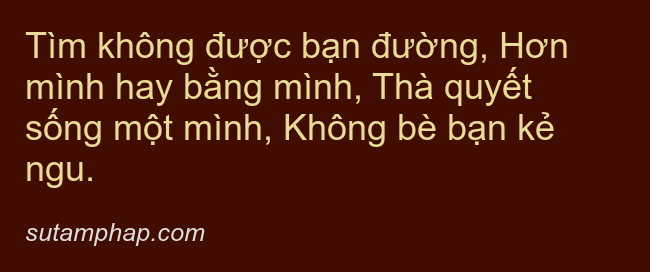 Tìm không được bạn đường, Hơn
mình hay bằng mình, Thà quyết
sống một mình, Không bè bạn kẻ
ngu.
sutamphap.com